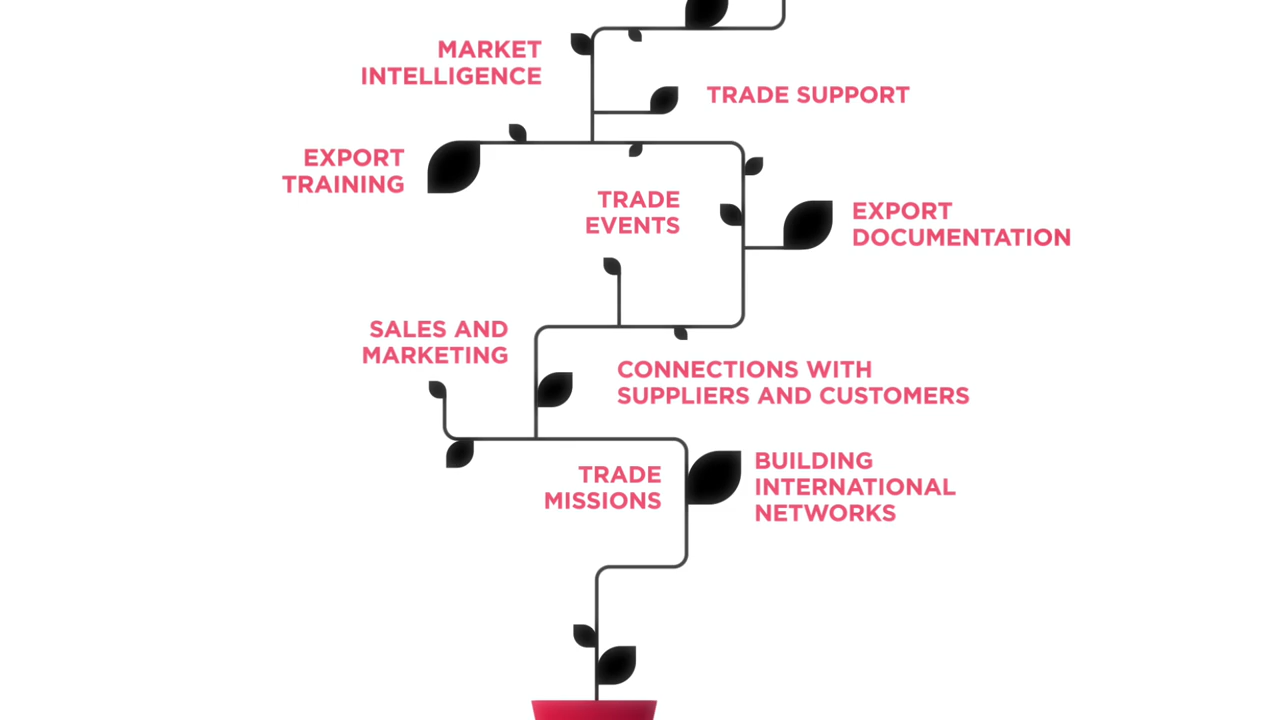 MARKET
INTELLIGENCE
TRADE SUPPORT
EXPORT
TRAINING
TRADE
EVENTS
EXPORT
DOCUMENTATION
SALES AND
MARKETING
CONNECTIONS WITH
SUPPLIERS AND CUSTOMERS
TRADE
MISSIONS
BUILDING
INTERNATIONAL
NETWORKS